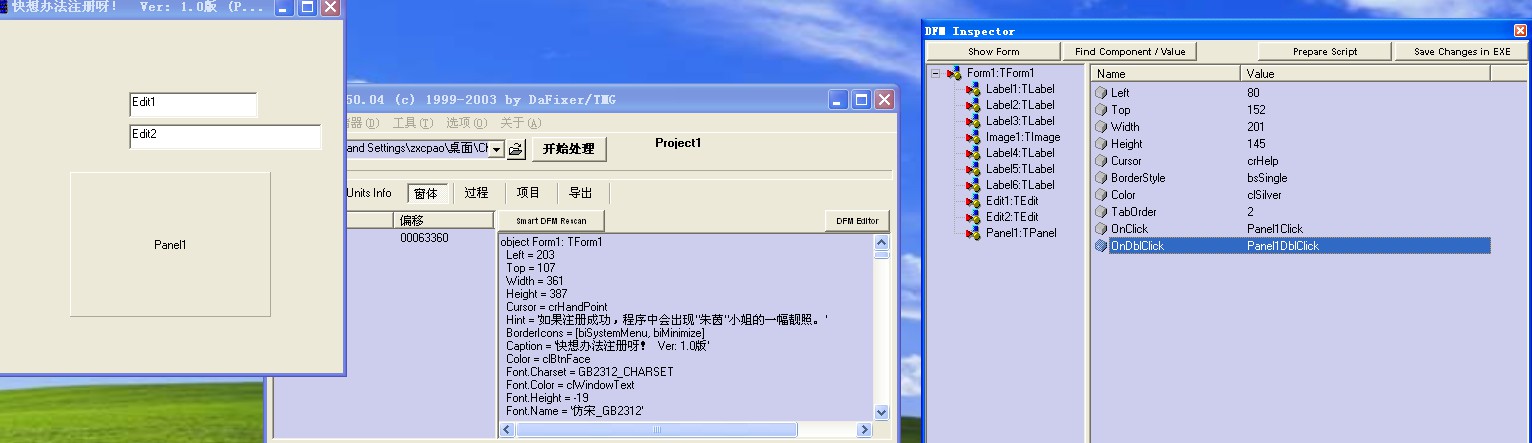 快想办法注册呀！ Ver: 1.0版 (P...
Edit1
Edit2
Panel1
50.04 (c) 1999-2003 by DaFixer/TMG
工具(T) 选项(O) 关于(A)
and Settings\zxcpao\桌面\C
开始处理
Project1
Units Info 窗体 过程 项目 导出
偏移
00063360
Smart DFM Rescan
DFM Editor
object Form1: TForm1
Left = 203
Top = 107
Width = 361
Height = 387
Cursor = crHandPoint
Hint = '如果注册成功，程序中会出现"朱茵"小姐的一幅靓照。'
BorderIcons = [biSystemMenu, biMinimize]
Caption = '快想办法注册呀！ Ver: 1.0版'
Color = clBtnFace
Font.Charset = GB2312_CHARSET
Font.Color = clWindowText
Font.Height = -19
Font.Name = '仿宋_GB2312'
DFM Inspector
Show Form
Find Component / Value
Prepare Script
Save Changes in EXE
Form1:TForm1
Label1:TLabel
Label2:TLabel
Label3:TLabel
Image1:TImage
Label4:TLabel
Label5:TLabel
Label6:TLabel
Edit1:TEdit
Edit2:TEdit
Panel1:TPanel
Name Value
Left 80
Top 152
Width 201
Height 145
Cursor crHelp
BorderStyle bsSingle
Color clSilver
TabOrder 2
OnClick Panel1Click
OnDblClick Panel1DblClick